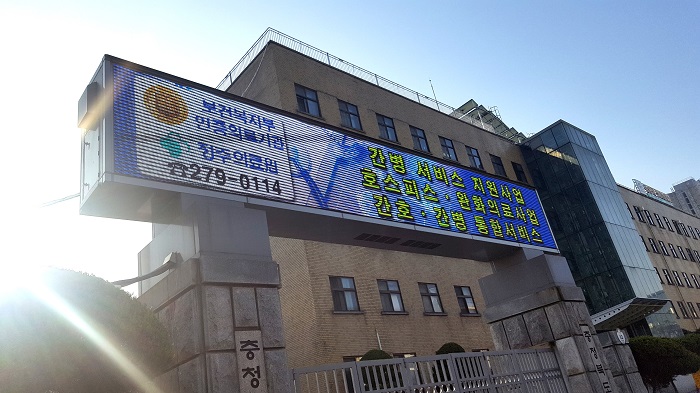 보건복지부
인증의료기관
청주의료원
☎279-0114
간병 서비스 지원사업
호스피스·완화의료사업
간호·간병 통합서비스
충청